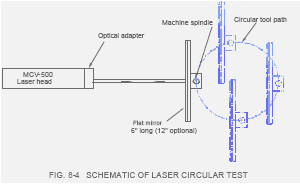 Machine spindle
Circular tool path
Optical adapter
MCV-500
Laser head
Flat mirror
6" long (12" optional)
FIG. 8-4 SCHEMATIC OF LASER CIRCULAR TEST